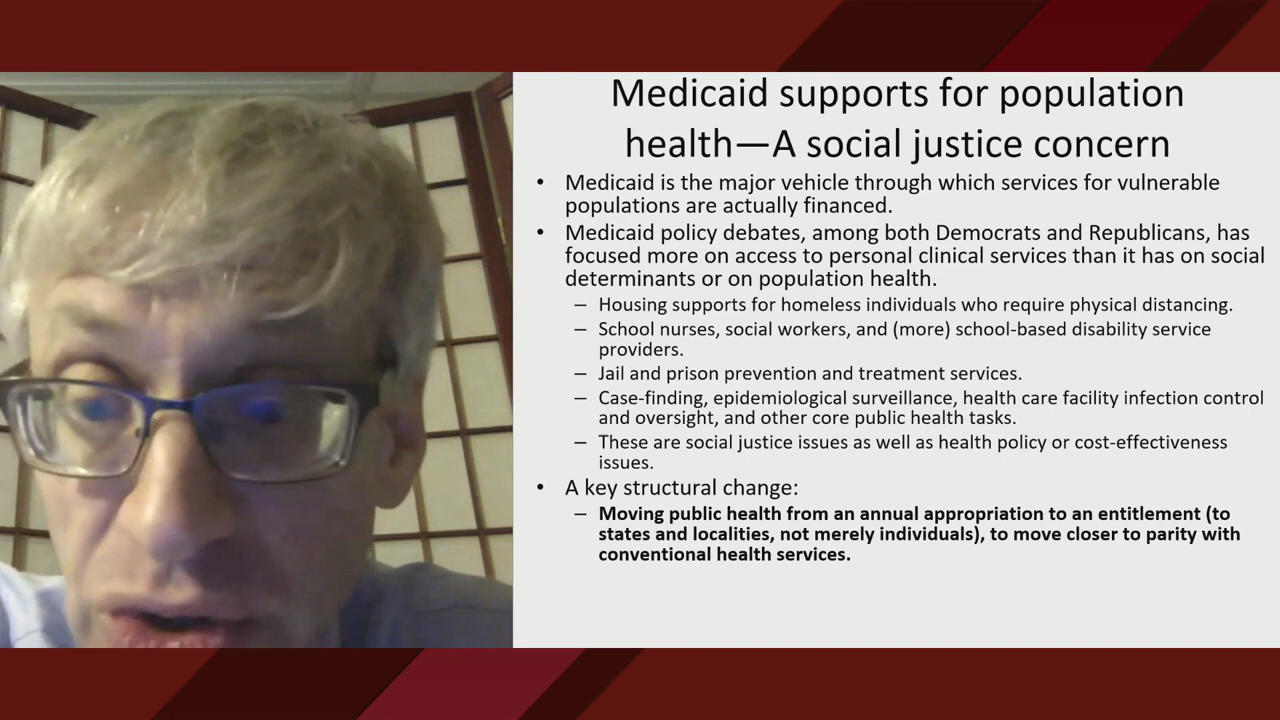 Medicaid supports for population
health—A social justice concern
• Medicaid is the major vehicle through which services for vulnerable
populations are actually financed.
• Medicaid policy debates, among both Democrats and Republicans, has
focused more on access to personal clinical services than it has on social
determinants or on population health.
– Housing supports for homeless individuals who require physical distancing.
– School nurses, social workers, and (more) school-based disability service
providers.
– Jail and prison prevention and treatment services.
– Case-finding, epidemiological surveillance, health care facility infection control
and oversight, and other core public health tasks.
– These are social justice issues as well as health policy or cost-effectiveness
issues.
• A key structural change:
– Moving public health from an annual appropriation to an entitlement (to
states and localities, not merely individuals), to move closer to parity with
conventional health services.